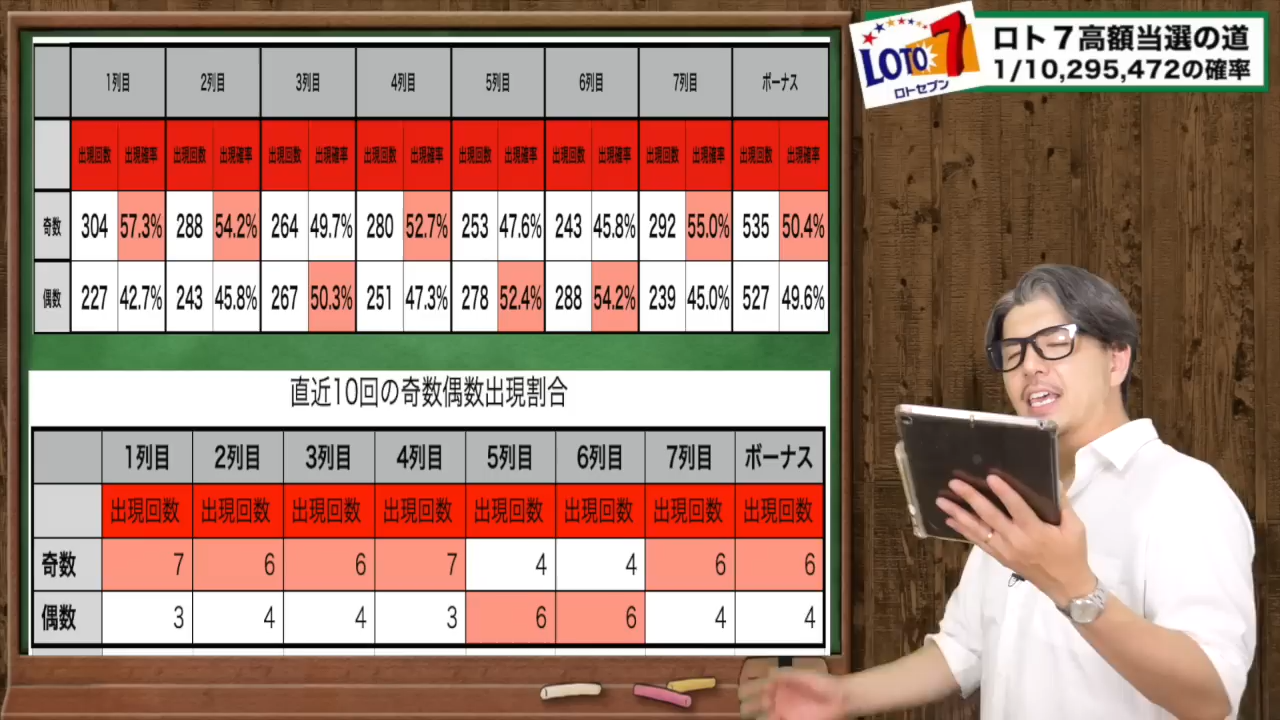 1列目 2列目 3列目 4列目 5列目 6列目 7列目 ボーナス
出現回数 出現確率 出現回数 出現確率 出現回数 出現確率 出現回数 出現確率 出現回数 出現確率 出現回数 出現確率 出現回数 出現確率 出現回数 出現確率
奇数 304 57.3% 288 54.2% 264 49.7% 280 52.7% 253 47.6% 243 45.8% 292 55.0% 535 50.4%
偶数 227 42.7% 243 45.8% 267 50.3% 251 47.3% 278 52.4% 288 54.2% 239 45.0% 527 49.6%
直近10回の奇数偶数出現割合
1列目 2列目 3列目 4列目 5列目 6列目 7列目 ボーナス
出現回数 出現回数 出現回数 出現回数 出現回数 出現回数 出現回数 出現回数
奇数 7 6 6 7 4 4 6 6
偶数 3 4 4 3 6 6 4 4
LOTO 7
ロトセブン
ロト7高額当選の道
1/10,295,472の確率